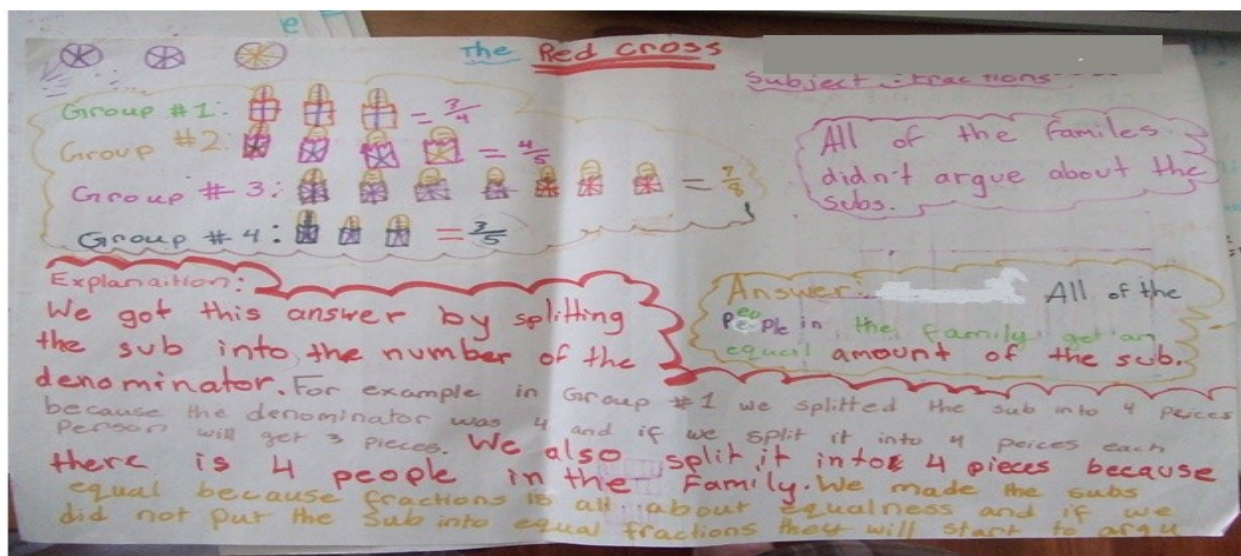 The Red Cross
Subject: Fractions
Group #1: = 3/4
Group #2: = 4/5
Group # 3: = 7/8
Group # 4: = 3/5
All of the familes
didn't argue about the
subs.
Answer: All of the
people in the family get an
equal amount of the sub.
Explanaition:
We got this answer by splitting
the sub into the number of the
denominator. For example in Group #1 we splitted the sub into 4 peices
because the denominator was 4 and if we split it into 4 peices each
person will get 3 pieces. We also split it into 4 pieces because
there is 4 people in the family. We made the subs
equal because fractions is all about equalness and if we
did not put the sub into equal fractions they will start to argu